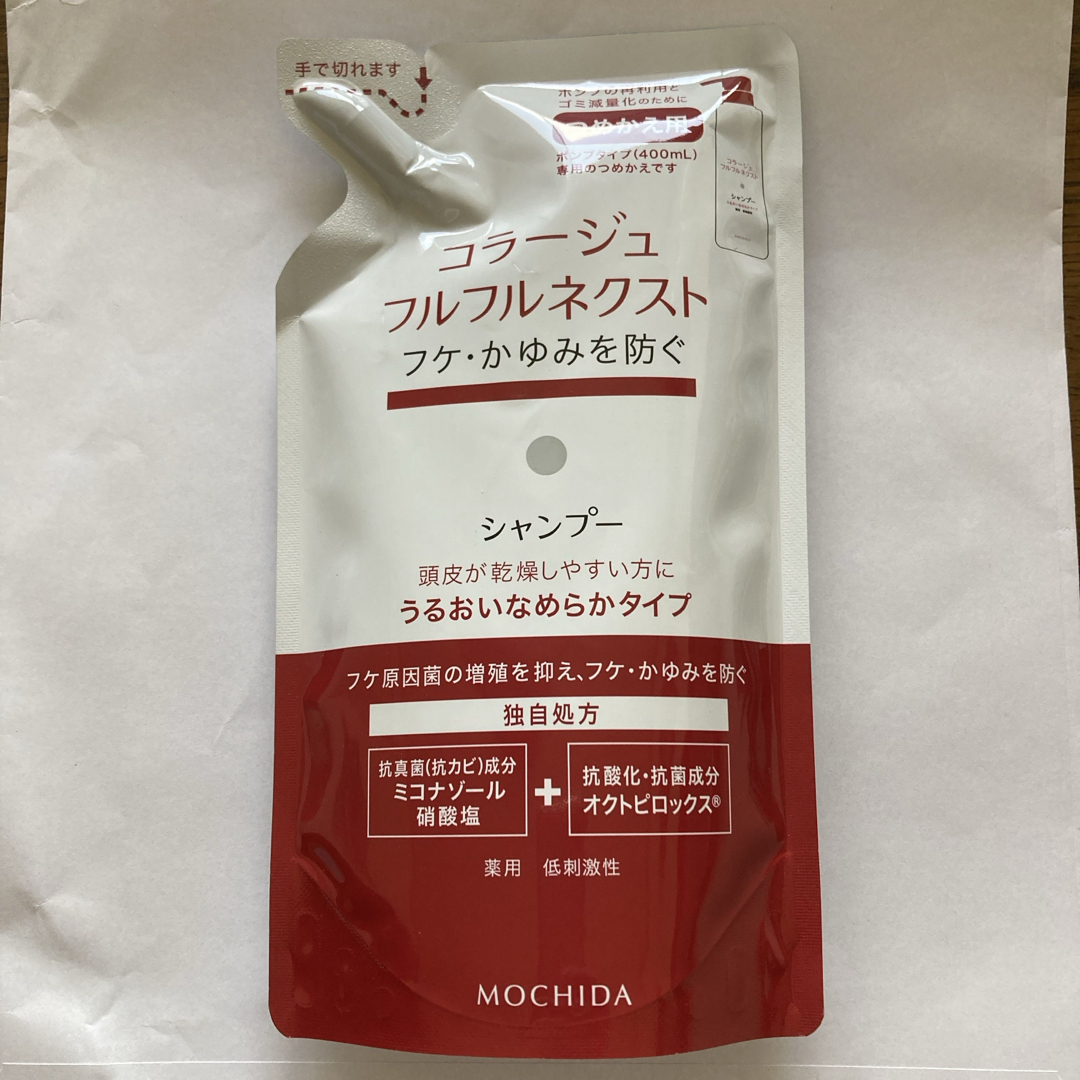 手で切れます
ポンプの再利用と
ゴミ減量化のために
つめかえ用
ポンプタイプ(400mL)
専用のつめかえです
コラージュ
フルフルネクスト
シャンプー
コラージュ
フルフルネクスト
フケ・かゆみを防ぐ
シャンプー
頭皮が乾燥しやすい方に
うるおいなめらかタイプ
フケ原因菌の増殖を抑え、フケ・かゆみを防ぐ
独自処方
抗真菌(抗カビ)成分
ミコナゾール
硝酸塩
+
抗酸化・抗菌成分
オクトピロックス®
薬用 低刺激性
MOCHIDA